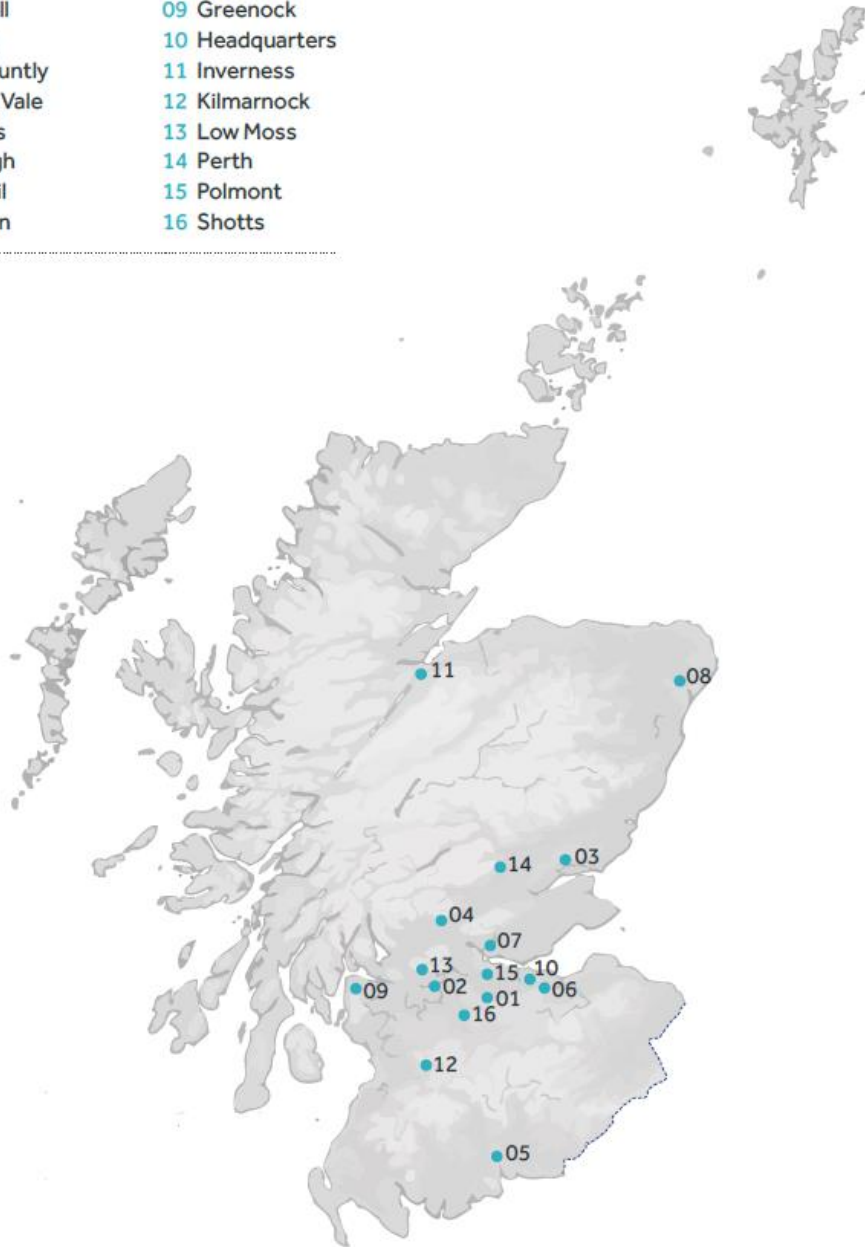 ll 09 Greenock
10 Headquarters
untly 11 Inverness
Vale 12 Kilmarnock
s 13 Low Moss
gh 14 Perth
il 15 Polmont
n 16 Shotts
11
08
14
03
04
07
13
15
10
09
02
06
01
16
12
05